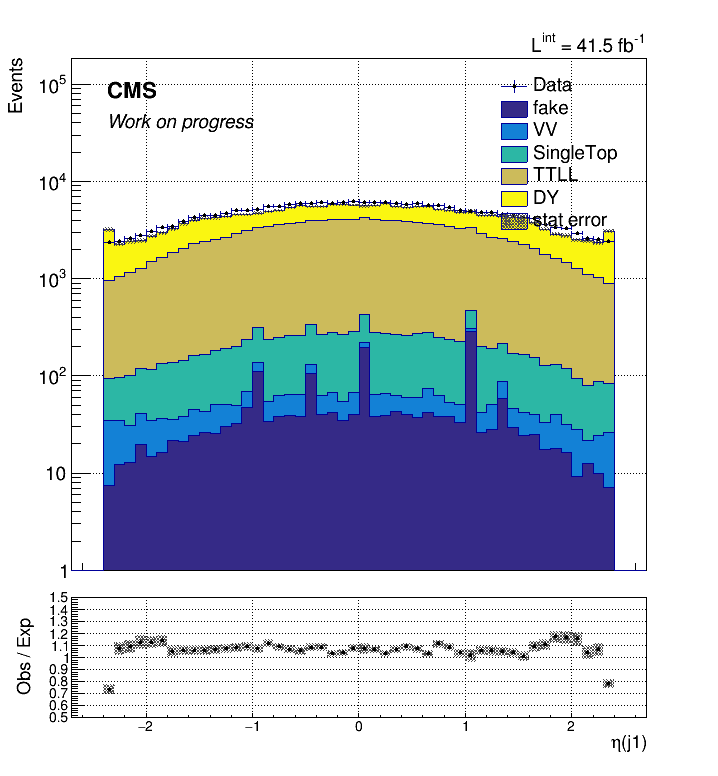 L^int = 41.5 fb^-1
Events
10^5
10^4
10^3
10^2
10
1
CMS
Work on progress
Data
fake
VV
SingleTop
TTLL
DY
stat error
Obs / Exp
1.5
1.4
1.3
1.2
1.1
1
0.9
0.8
0.7
0.6
0.5
−2
−1
0
1
2
η(j1)